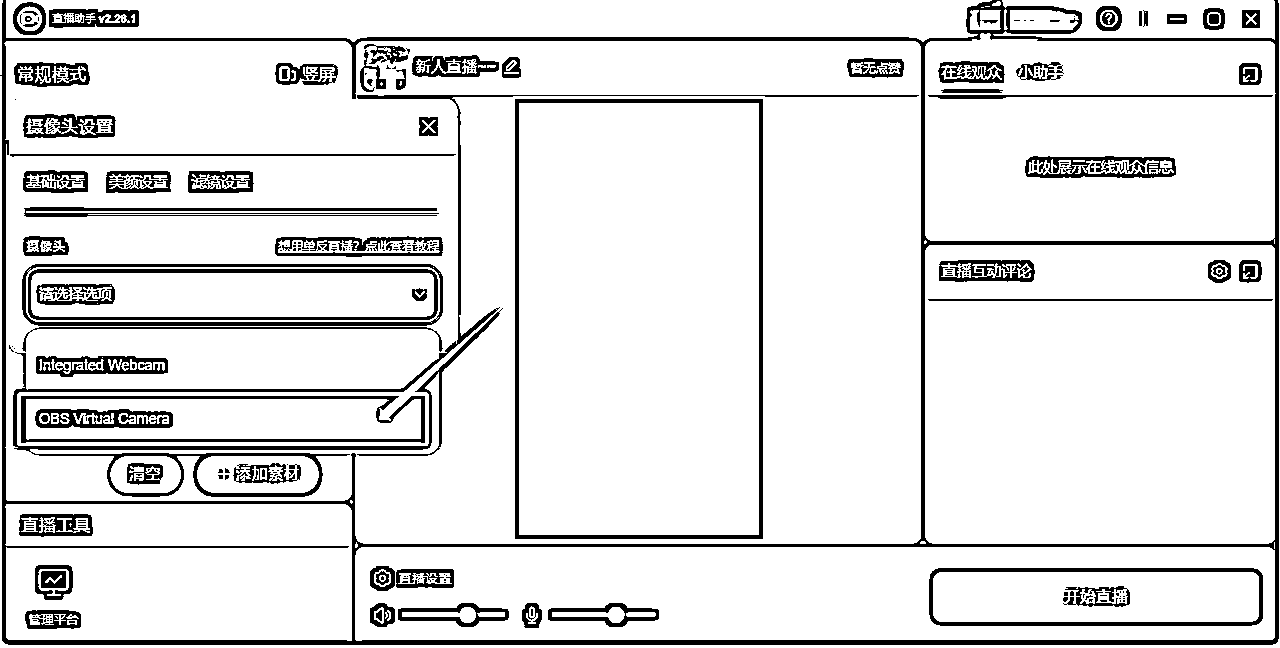 直播助手 v2.26.1
常规模式
竖屏
新人直播一
暂无点赞
在线观众
小助手
摄像头设置
基础设置
美颜设置
滤镜设置
此处展示在线观众信息
摄像头
想用单反直播？点此查看教程
直播互动评论
请选择选项
Integrated Webcam
OBS Virtual Camera
清空
添加素材
直播工具
直播设置
开始直播
管理平台